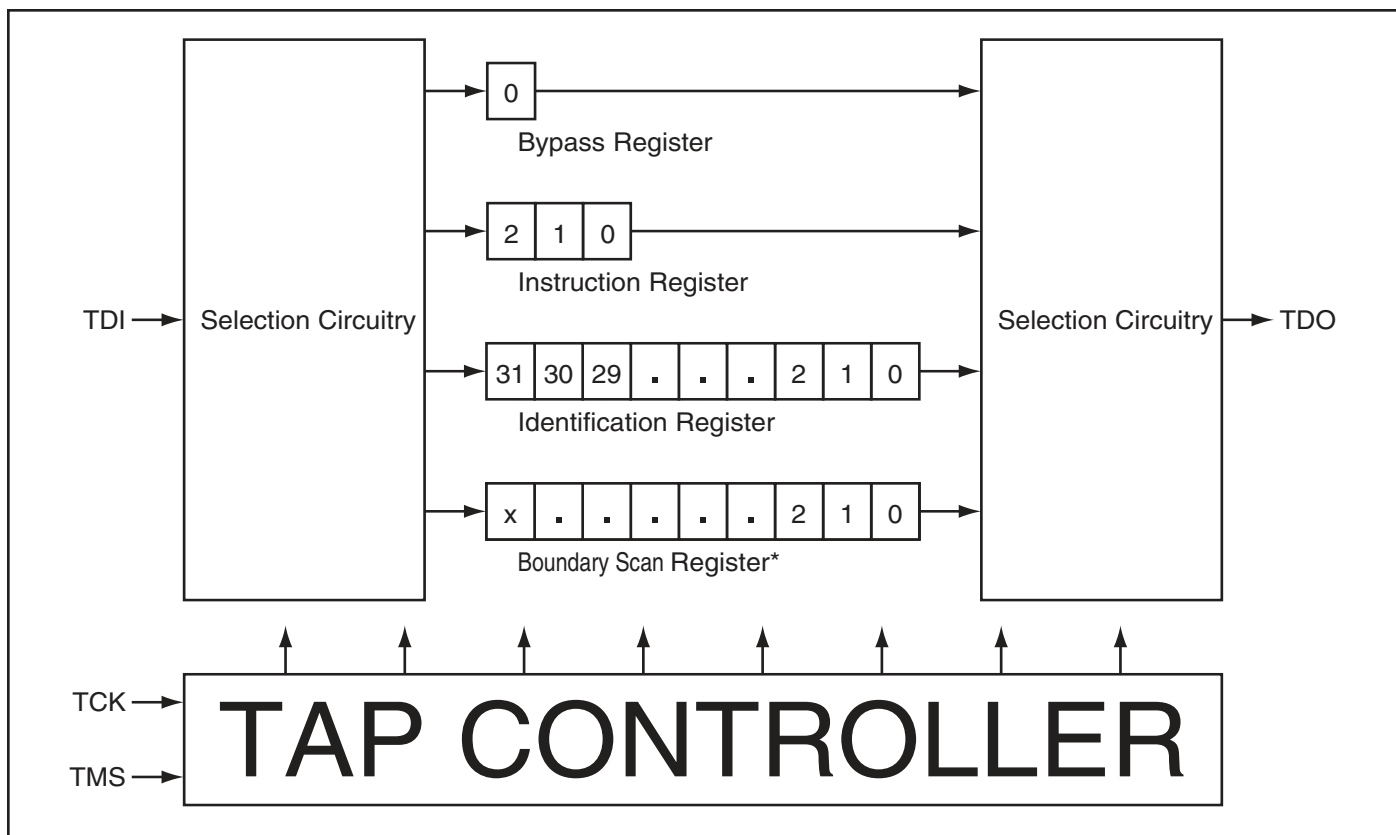 0
Bypass Register
2 1 0
Instruction Register
TDI
Selection Circuitry
Selection Circuitry
TDO
31 30 29 . . . 2 1 0
Identification Register
x . . . . . 2 1 0
Boundary Scan Register*
TCK
TMS
TAP CONTROLLER